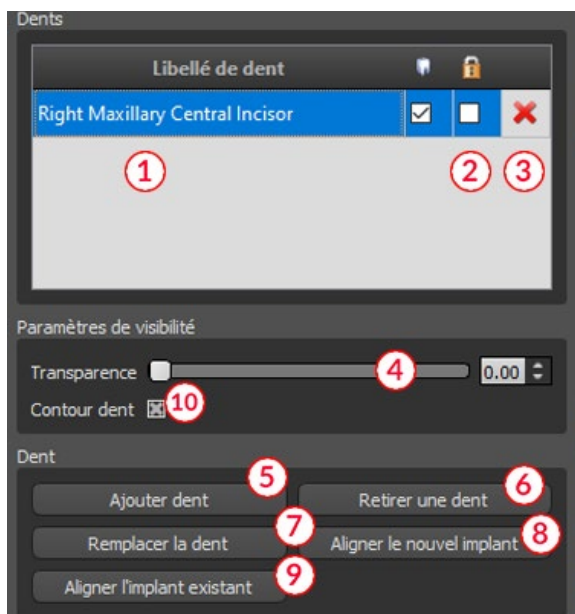 Dents
Libellé de dent
Right Maxillary Central Incisor
1
2
3
Paramètres de visibilité
Transparence 4 0.00
Contour dent 10
Dent
5
6
Ajouter dent Retirer une dent
7
8
Remplacer la dent Aligner le nouvel implant
9
Aligner l'implant existant